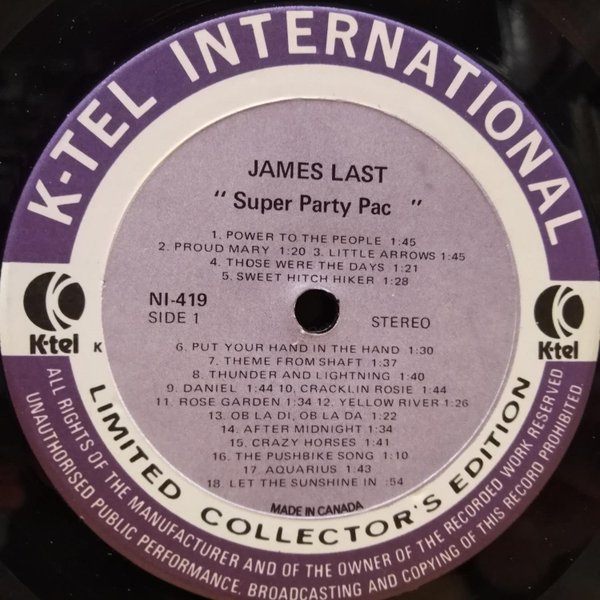 K-TEL INTERNATIONAL
JAMES LAST
"Super Party Pac "
1. POWER TO THE PEOPLE 1:45
2. PROUD MARY 1:20 3. LITTLE ARROWS 1:45
4. THOSE WERE THE DAYS 1:21
5. SWEET HITCH HIKER 1:28
NI-419
SIDE 1
STEREO
K-tel
K
K-tel
6. PUT YOUR HAND IN THE HAND 1:30
7. THEME FROM SHAFT 1:37
8. THUNDER AND LIGHTNING 1:40
9. DANIEL 1:44 10, CRACKLIN ROSIE 1:44
11. ROSE GARDEN 1:34 12. YELLOW RIVER 1:26
13. OB LA DI, OB LA DA 1:22
14. AFTER MIDNIGHT 1:34
15. CRAZY HORSES 1:41
16. THE PUSHBIKE SONG 1:10
17. AQUARIUS 1:43
18. LET THE SUNSHINE IN :54
MADE IN CANADA
LIMITED COLLECTOR'S EDITION
ALL RIGHTS OF THE MANUFACTURER AND OF THE OWNER OF THE RECORDED WORK RESERVED
UNAUTHORISED PUBLIC PERFORMANCE, BROADCASTING AND COPYING OF THIS RECORD PROHIBITED.